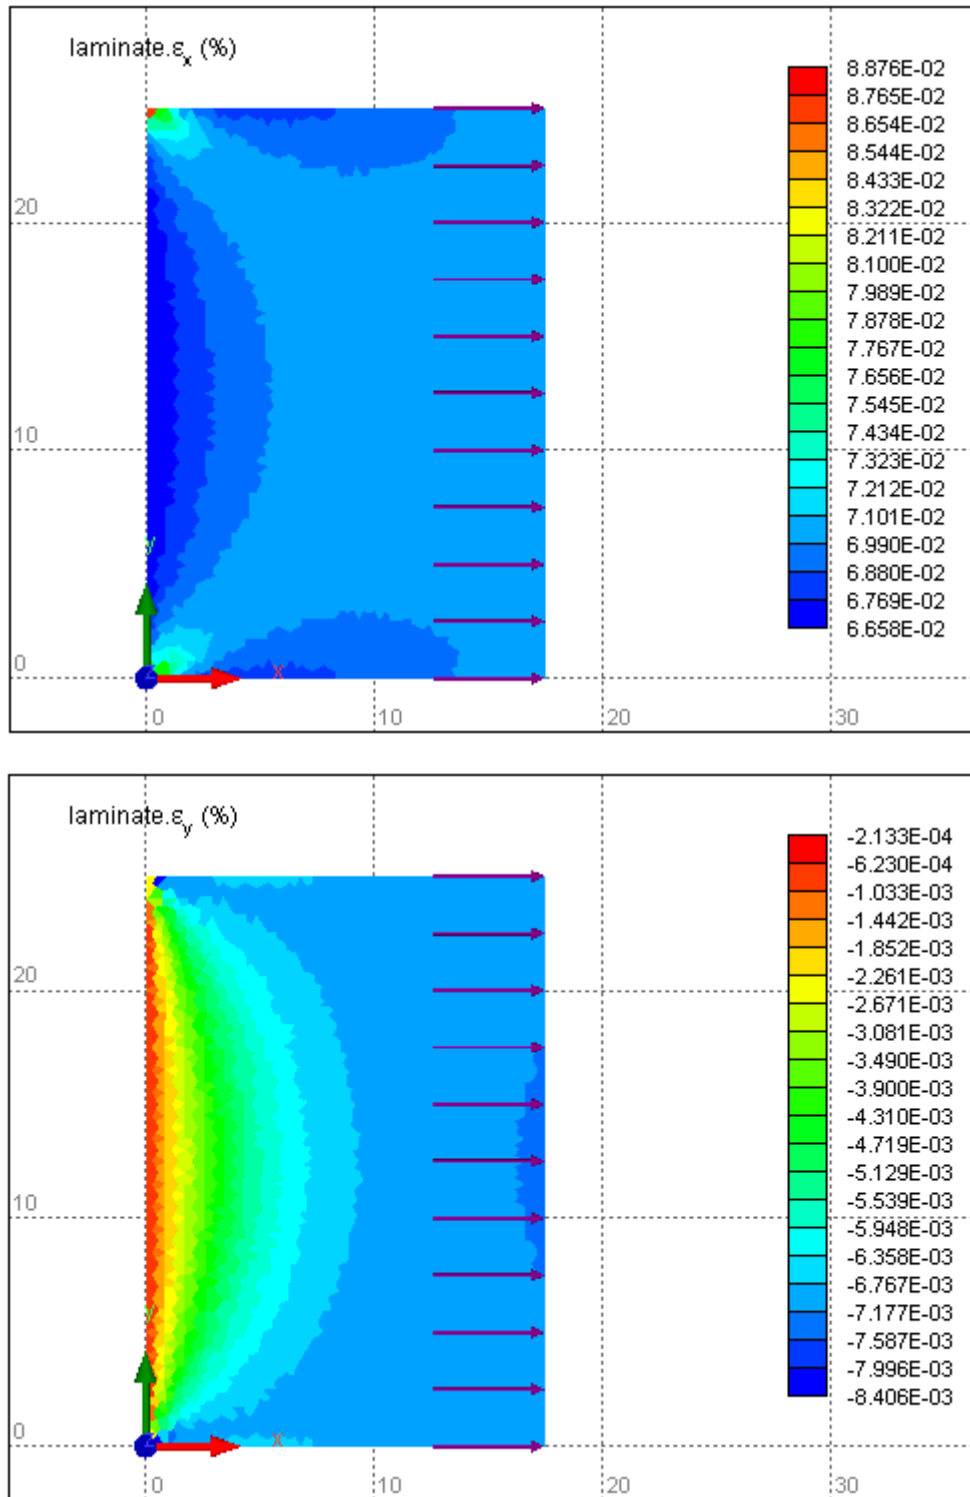 laminate.εx (%)
8.876E-02
8.765E-02
8.654E-02
8.544E-02
8.433E-02
8.322E-02
8.211E-02
8.100E-02
7.989E-02
7.878E-02
7.767E-02
7.656E-02
7.545E-02
7.434E-02
7.323E-02
7.212E-02
7.101E-02
6.990E-02
6.880E-02
6.769E-02
6.658E-02
20
10
y
0
z
x
0
10
20
30
laminate.εy (%)
-2.133E-04
-6.230E-04
-1.033E-03
-1.442E-03
-1.852E-03
-2.261E-03
-2.671E-03
-3.081E-03
-3.490E-03
-3.900E-03
-4.310E-03
-4.719E-03
-5.129E-03
-5.539E-03
-5.948E-03
-6.358E-03
-6.767E-03
-7.177E-03
-7.587E-03
-7.996E-03
-8.406E-03
20
10
y
0
z
x
0
10
20
30